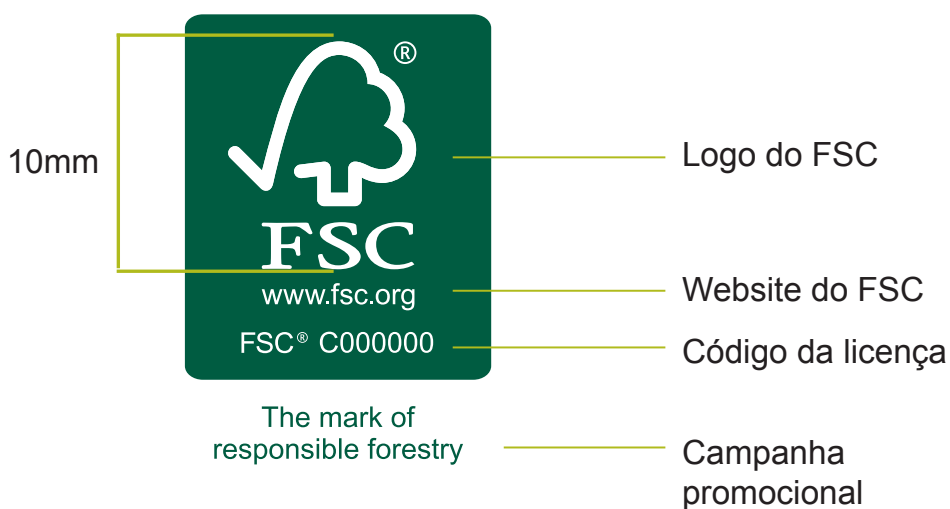 ®
10mm
Logo do FSC
FSC
www.fsc.org
Website do FSC
FSC® C000000
Código da licença
The mark of
responsible forestry
Campanha
promocional